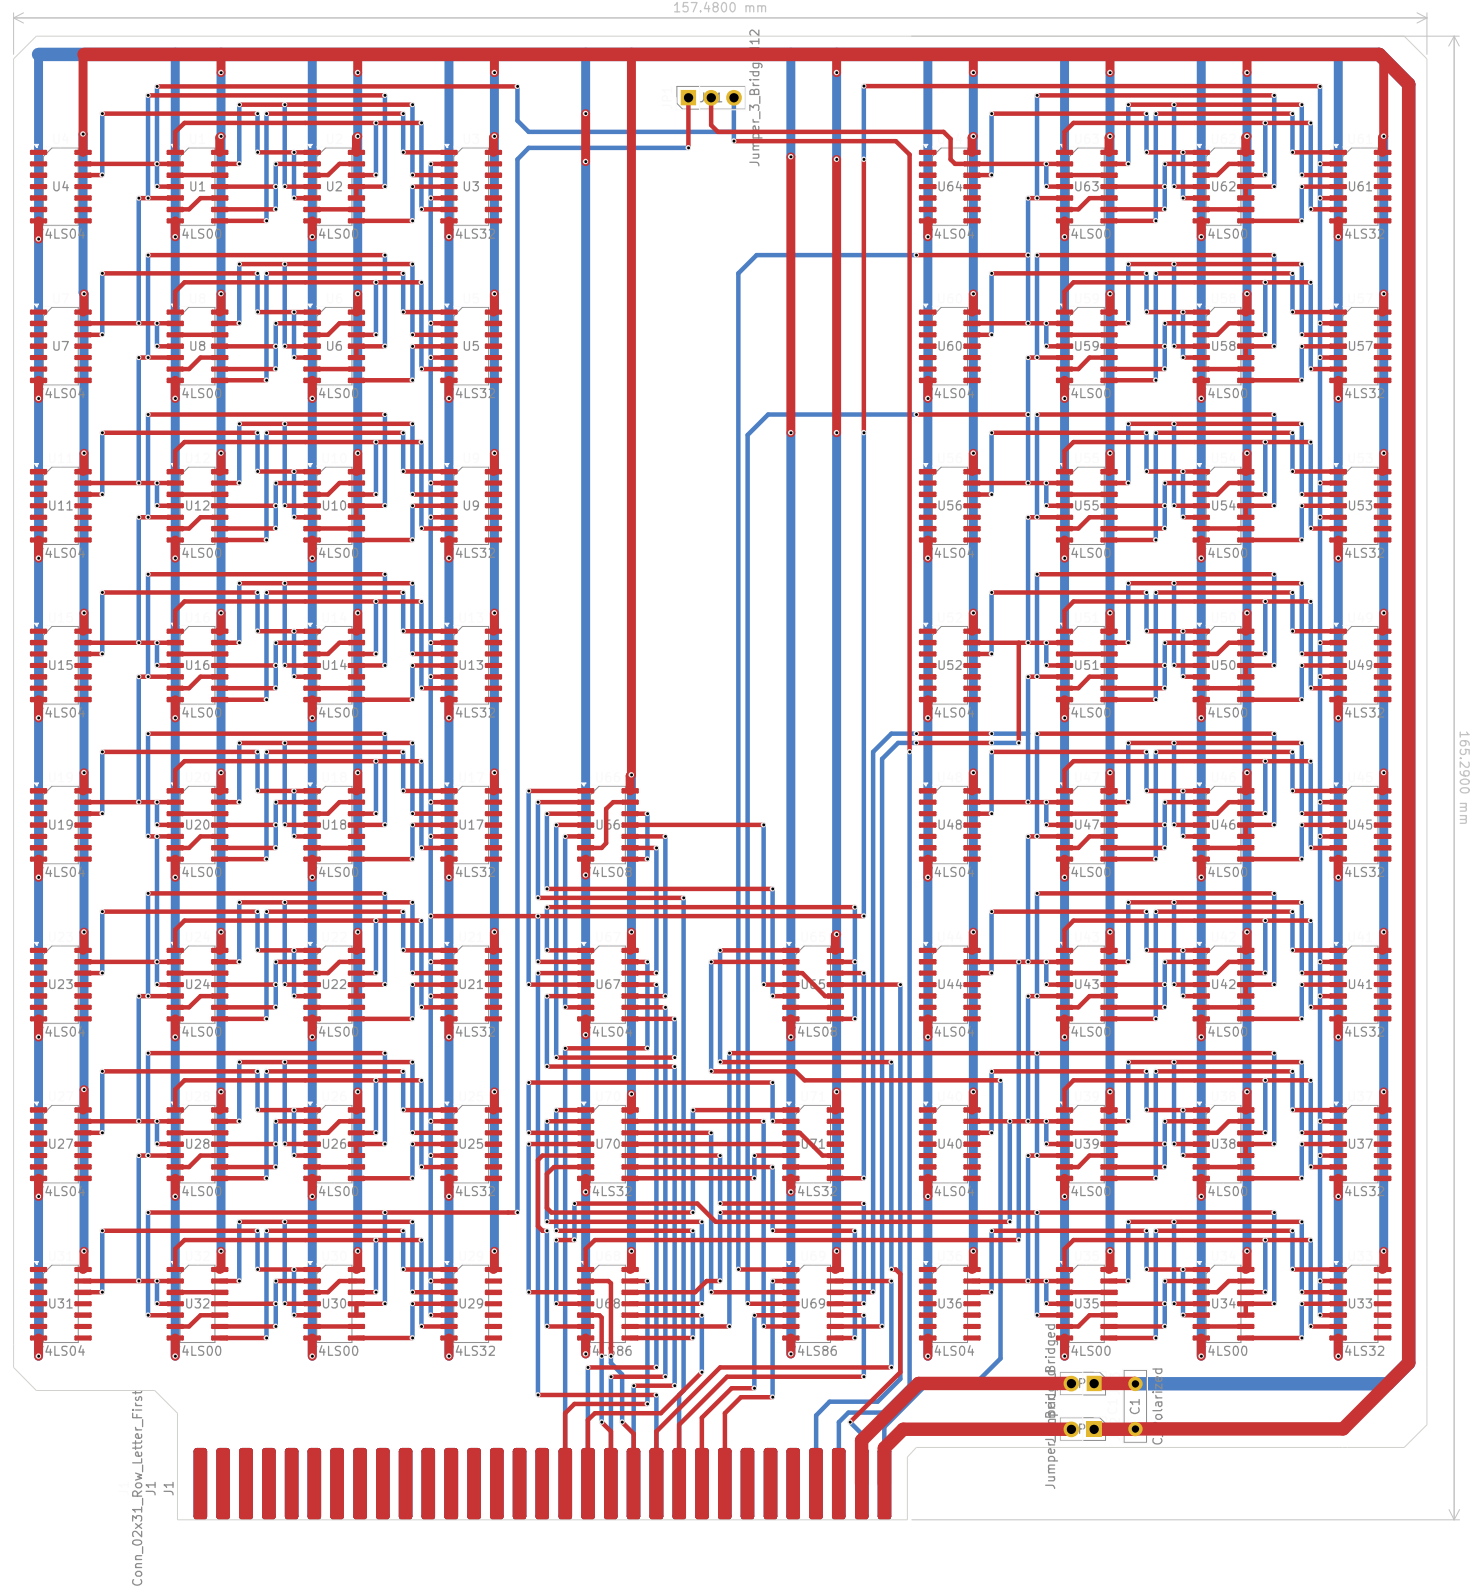 157.4800 mm
Jumper_3_Bridged12
U4 U1 U2 U3 U64 U63 U62 U61
4LS04 4LS00 4LS00 4LS32 4LS04 4LS00 4LS00 4LS32
U7 U8 U6 U5 U60 U59 U58 U57
4LS04 4LS00 4LS00 4LS32 4LS04 4LS00 4LS00 4LS32
U11 U12 U10 U9 U56 U55 U54 U53
4LS04 4LS00 4LS00 4LS32 4LS04 4LS00 4LS00 4LS32
U15 U16 U14 U13 U52 U51 U50 U49
4LS04 4LS00 4LS00 4LS32 4LS04 4LS00 4LS00 4LS32
165.2900 mm
U19 U20 U18 U17 U66 U48 U47 U46 U45
4LS04 4LS00 4LS00 4LS32 4LS08 4LS04 4LS00 4LS00 4LS32
U23 U24 U22 U21 U67 U65 U44 U43 U42 U41
4LS04 4LS00 4LS00 4LS32 4LS04 4LS08 4LS04 4LS00 4LS00 4LS32
U27 U28 U26 U25 U70 U71 U40 U39 U38 U37
4LS04 4LS00 4LS00 4LS32 4LS32 4LS32 4LS04 4LS00 4LS00 4LS32
U31 U32 U30 U29 U68 U69 U36 U35 U34 U33
4LS04 4LS00 4LS00 4LS32 4LS86 4LS86 4LS04 4LS00 4LS00 4LS32
C1
Conn_02x31_Row_Letter_First
J1
J1